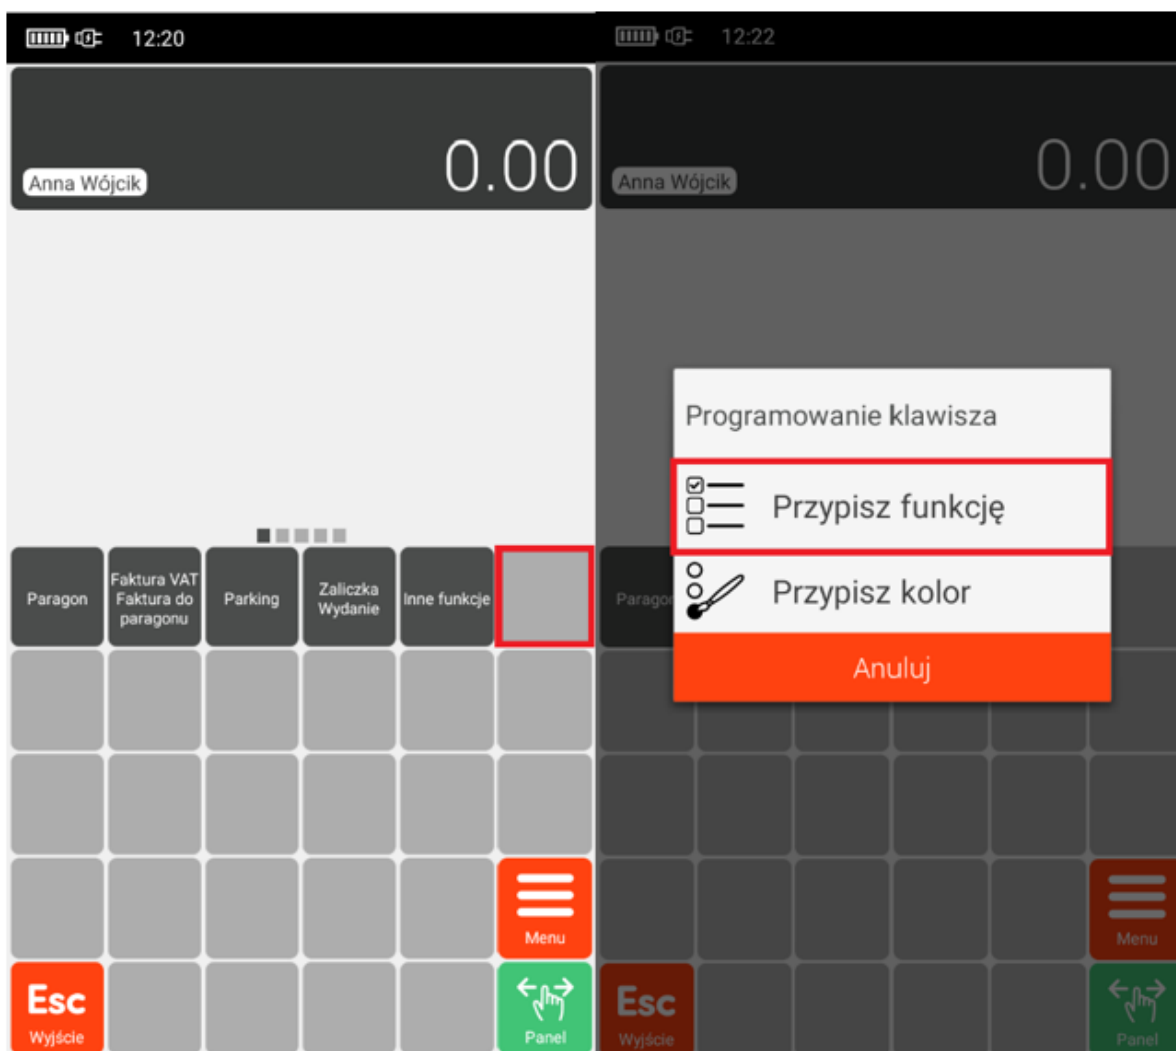 12:20
0.00
Anna Wójcik
Paragon
Faktura VAT
Faktura do
paragonu
Parking
Zaliczka
Wydanie
Inne funkcje
Menu
Esc
Wyjście
Panel
12:22
0.00
Anna Wójcik
Programowanie klawisza
Przypisz funkcję
Przypisz kolor
Anuluj
Parago
Menu
Esc
Wyjście
Panel